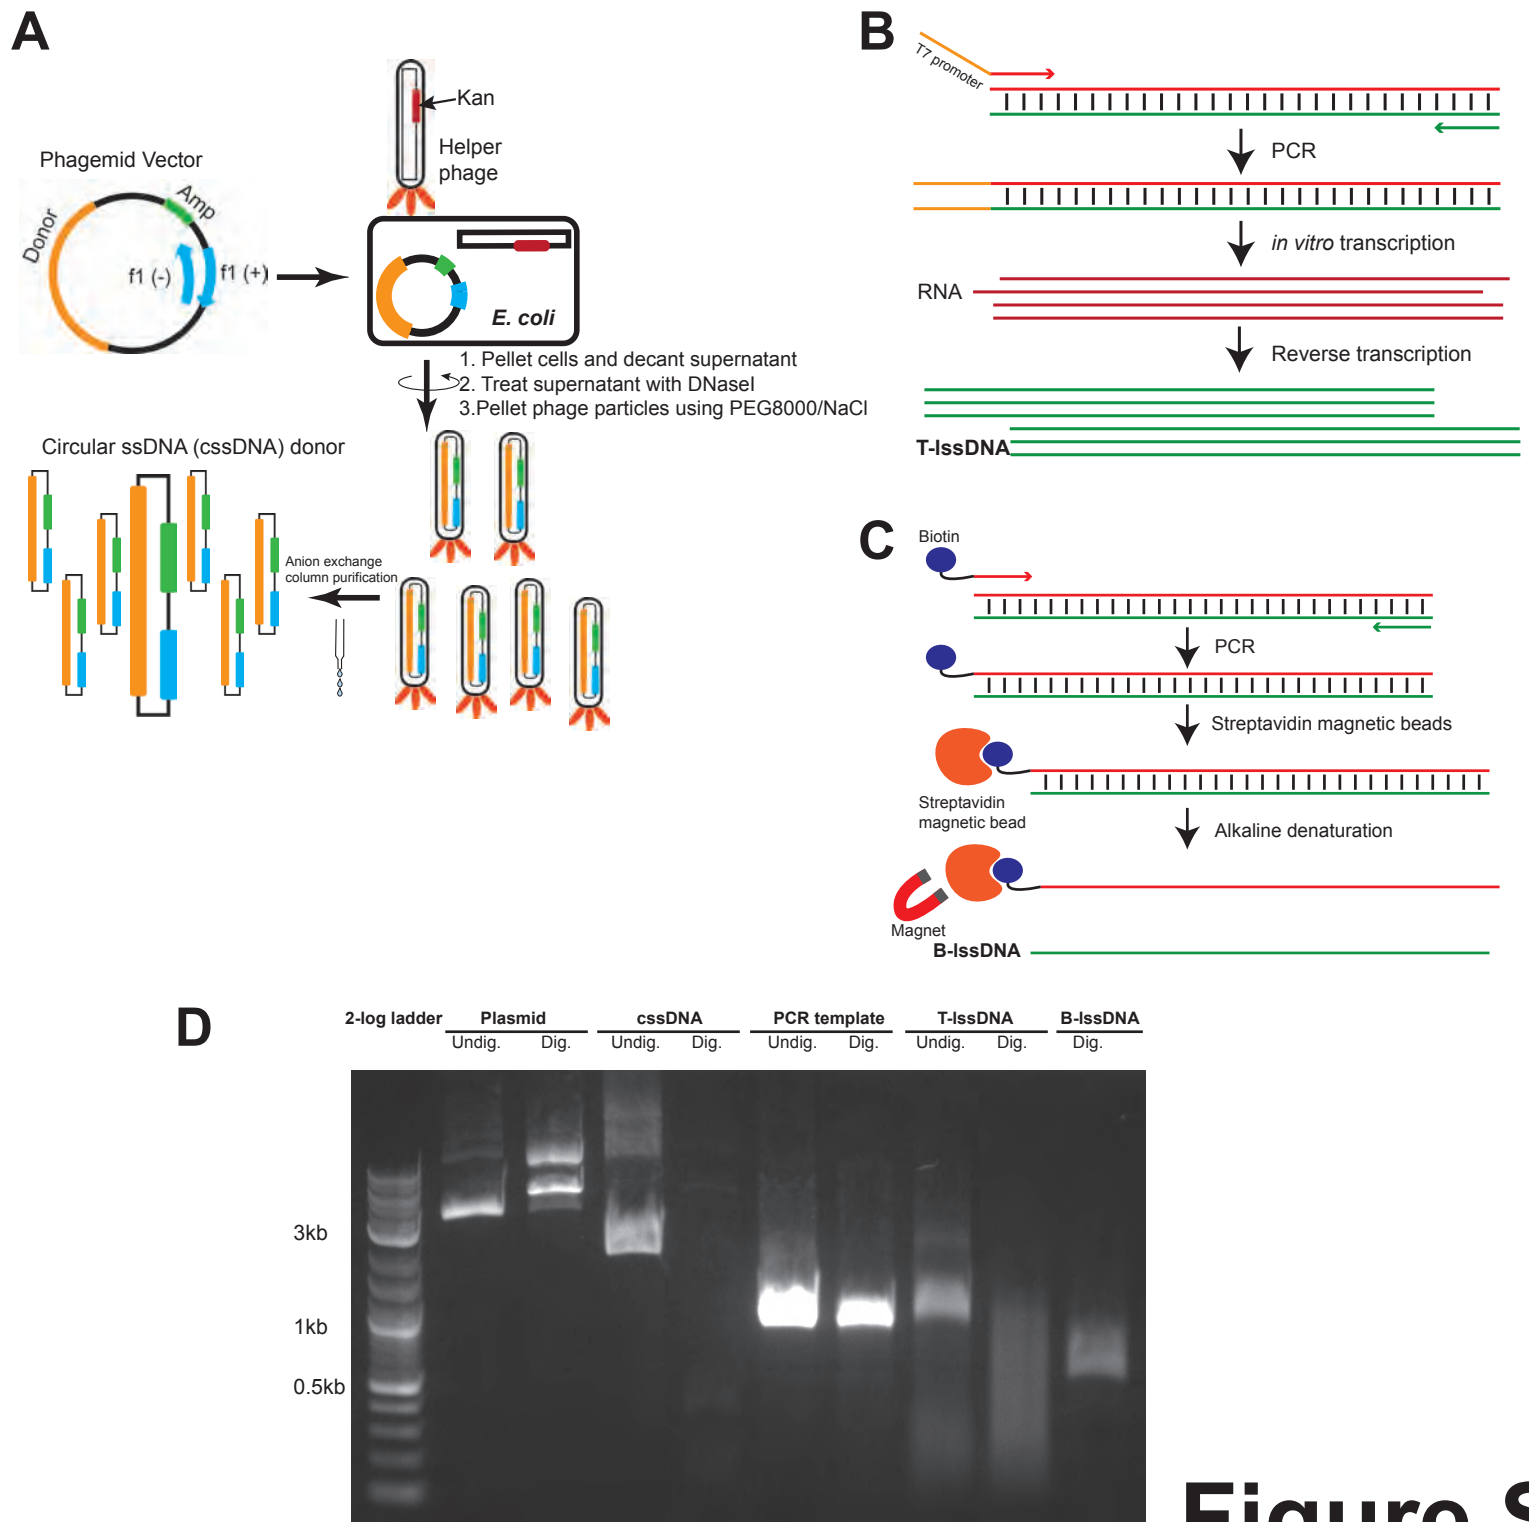 A
Kan
Helper
phage
Phagemid Vector
Donor
Amp
f1 (-)
f1 (+)
E. coli
1. Pellet cells and decant supernatant
2. Treat supernatant with DNaseI
3.Pellet phage particles using PEG8000/NaCl
Circular ssDNA (cssDNA) donor
Anion exchange
column purification
B
T7 promoter
PCR
in vitro transcription
RNA
Reverse transcription
T-lssDNA
C
Biotin
PCR
Streptavidin magnetic beads
Streptavidin
magnetic bead
Alkaline denaturation
Magnet
B-lssDNA
D
2-log ladder Plasmid cssDNA PCR template T-lssDNA B-lssDNA
Undig. Dig. Undig. Dig. Undig. Dig. Undig. Dig. Dig.
3kb
1kb
0.5kb
Figure S